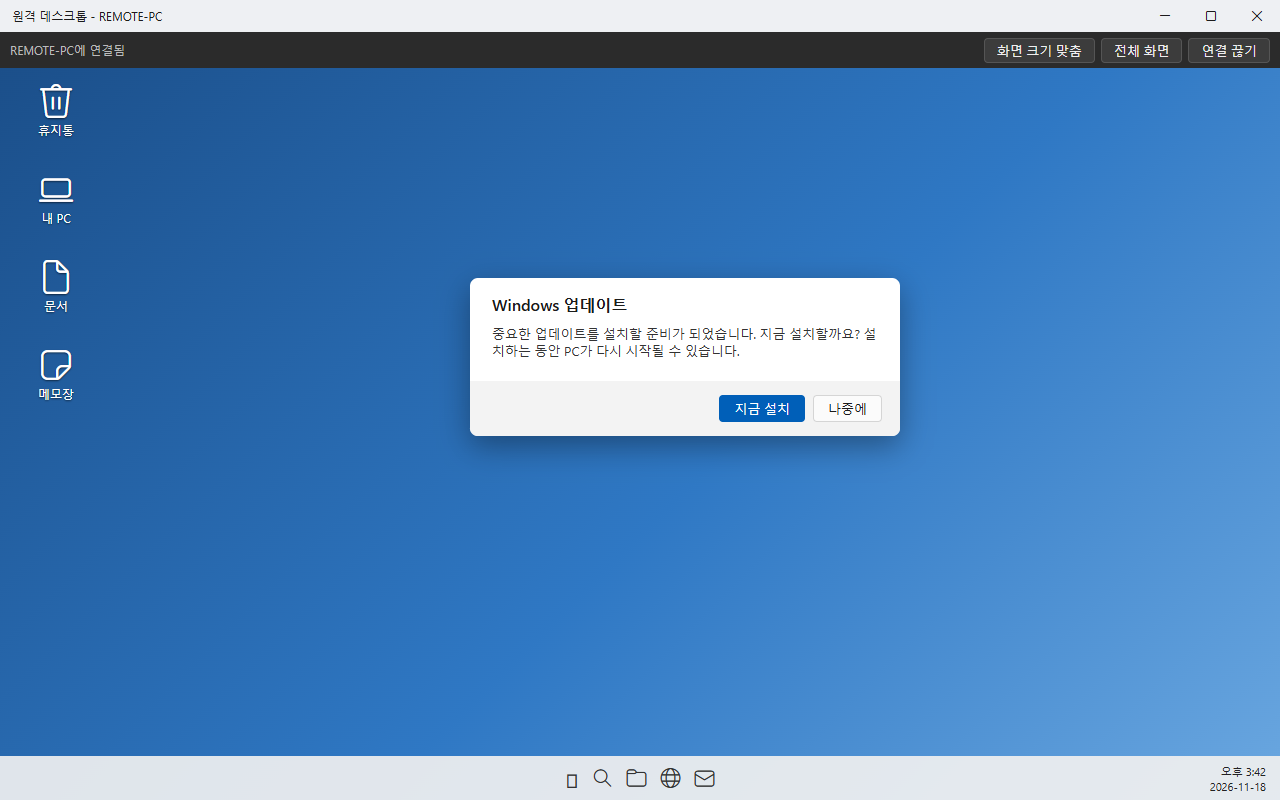 원격 데스크톱 - REMOTE-PC
REMOTE-PC에 연결됨
화면 크기 맞춤
전체 화면
연결 끊기
휴지통
내 PC
문서
메모장
Windows 업데이트
중요한 업데이트를 설치할 준비가 되었습니다. 지금 설치할까요? 설
치하는 동안 PC가 다시 시작될 수 있습니다.
지금 설치
나중에
오후 3:42
2026-11-18